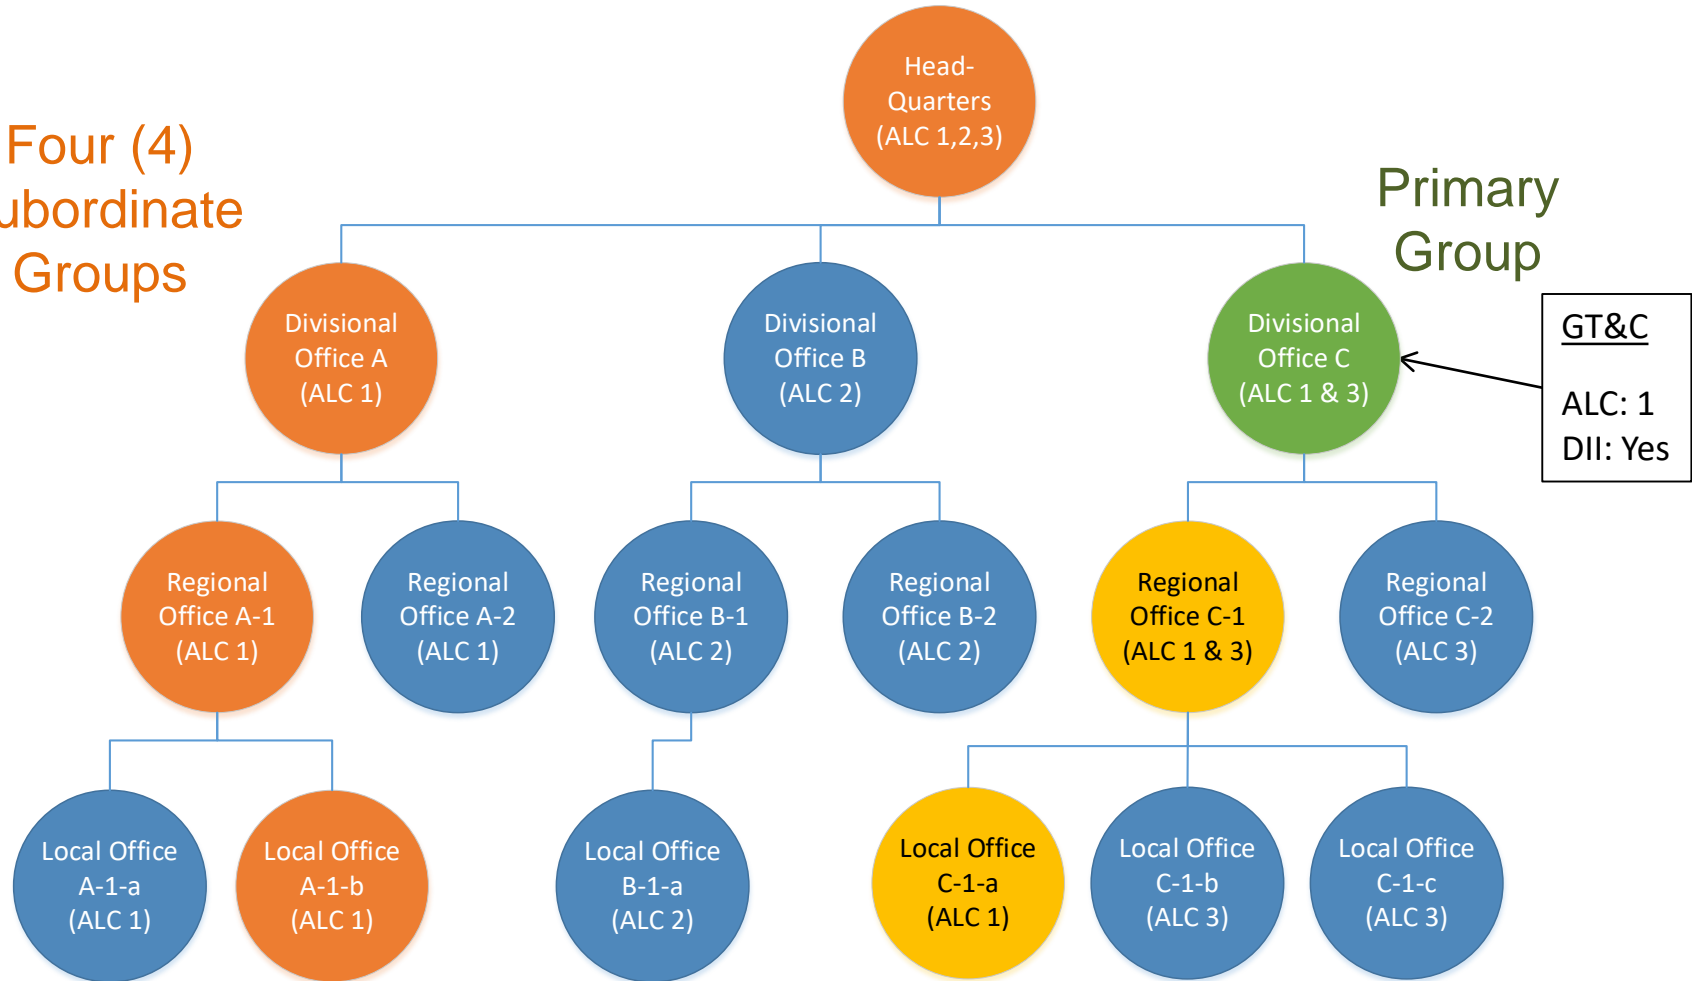 Head-
Quarters
(ALC 1,2,3)
Four (4)
ubordinate
Groups
Primary
Group
GT&C
ALC: 1
DII: Yes
Divisional
Office A
(ALC 1)
Divisional
Office B
(ALC 2)
Divisional
Office C
(ALC 1 & 3)
Regional
Office A-1
(ALC 1)
Regional
Office A-2
(ALC 1)
Regional
Office B-1
(ALC 2)
Regional
Office B-2
(ALC 2)
Regional
Office C-1
(ALC 1 & 3)
Regional
Office C-2
(ALC 3)
Local Office
A-1-a
(ALC 1)
Local Office
A-1-b
(ALC 1)
Local Office
B-1-a
(ALC 2)
Local Office
C-1-a
(ALC 1)
Local Office
C-1-b
(ALC 3)
Local Office
C-1-c
(ALC 3)